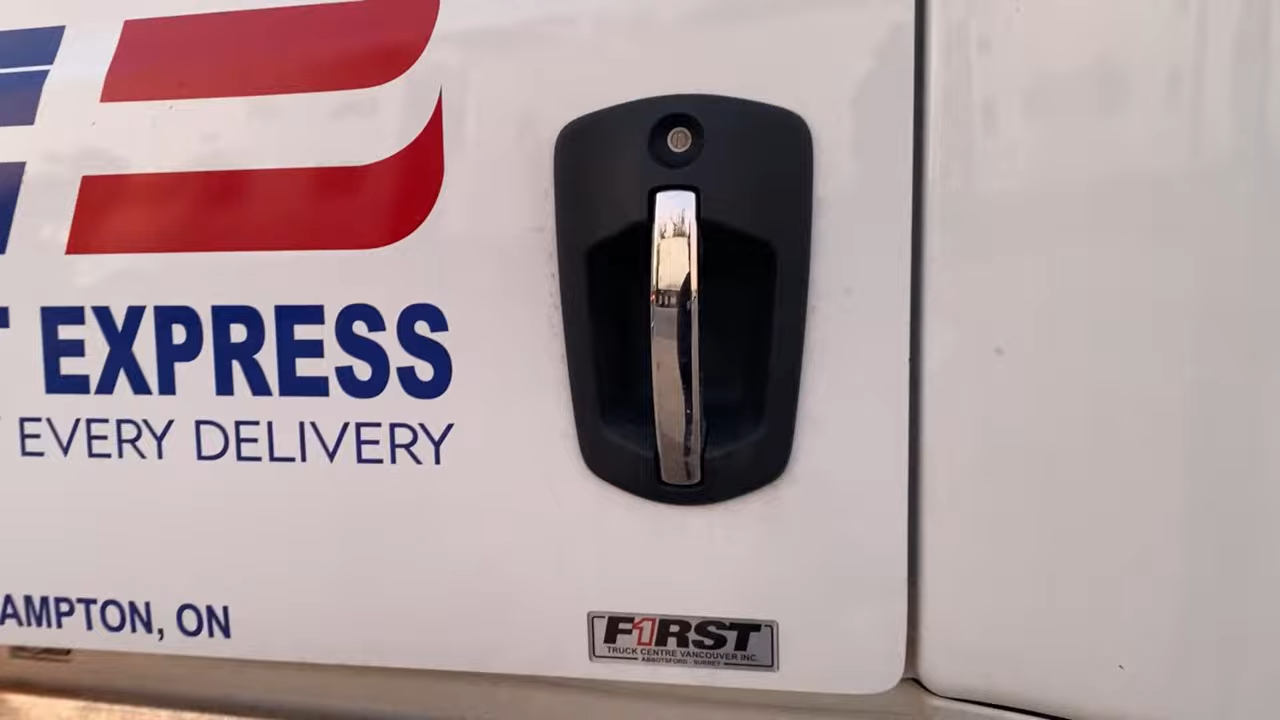 EXPRESS
EVERY DELIVERY
AMPTON, ON
F1RST
TRUCK CENTRE VANCOUVER INC.
ABBOTSFORD - SURREY